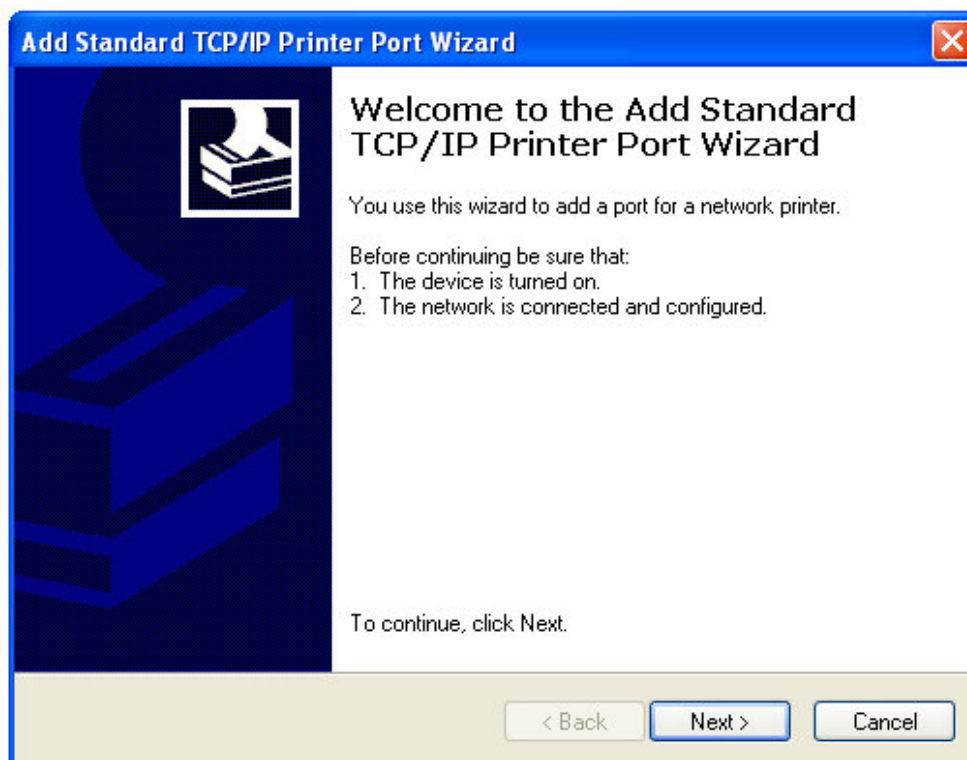 Add Standard TCP/IP Printer Port Wizard
Welcome to the Add Standard
TCP/IP Printer Port Wizard
You use this wizard to add a port for a network printer.
Before continuing be sure that:
1. The device is turned on.
2. The network is connected and configured.
To continue, click Next.
< Back Next > Cancel